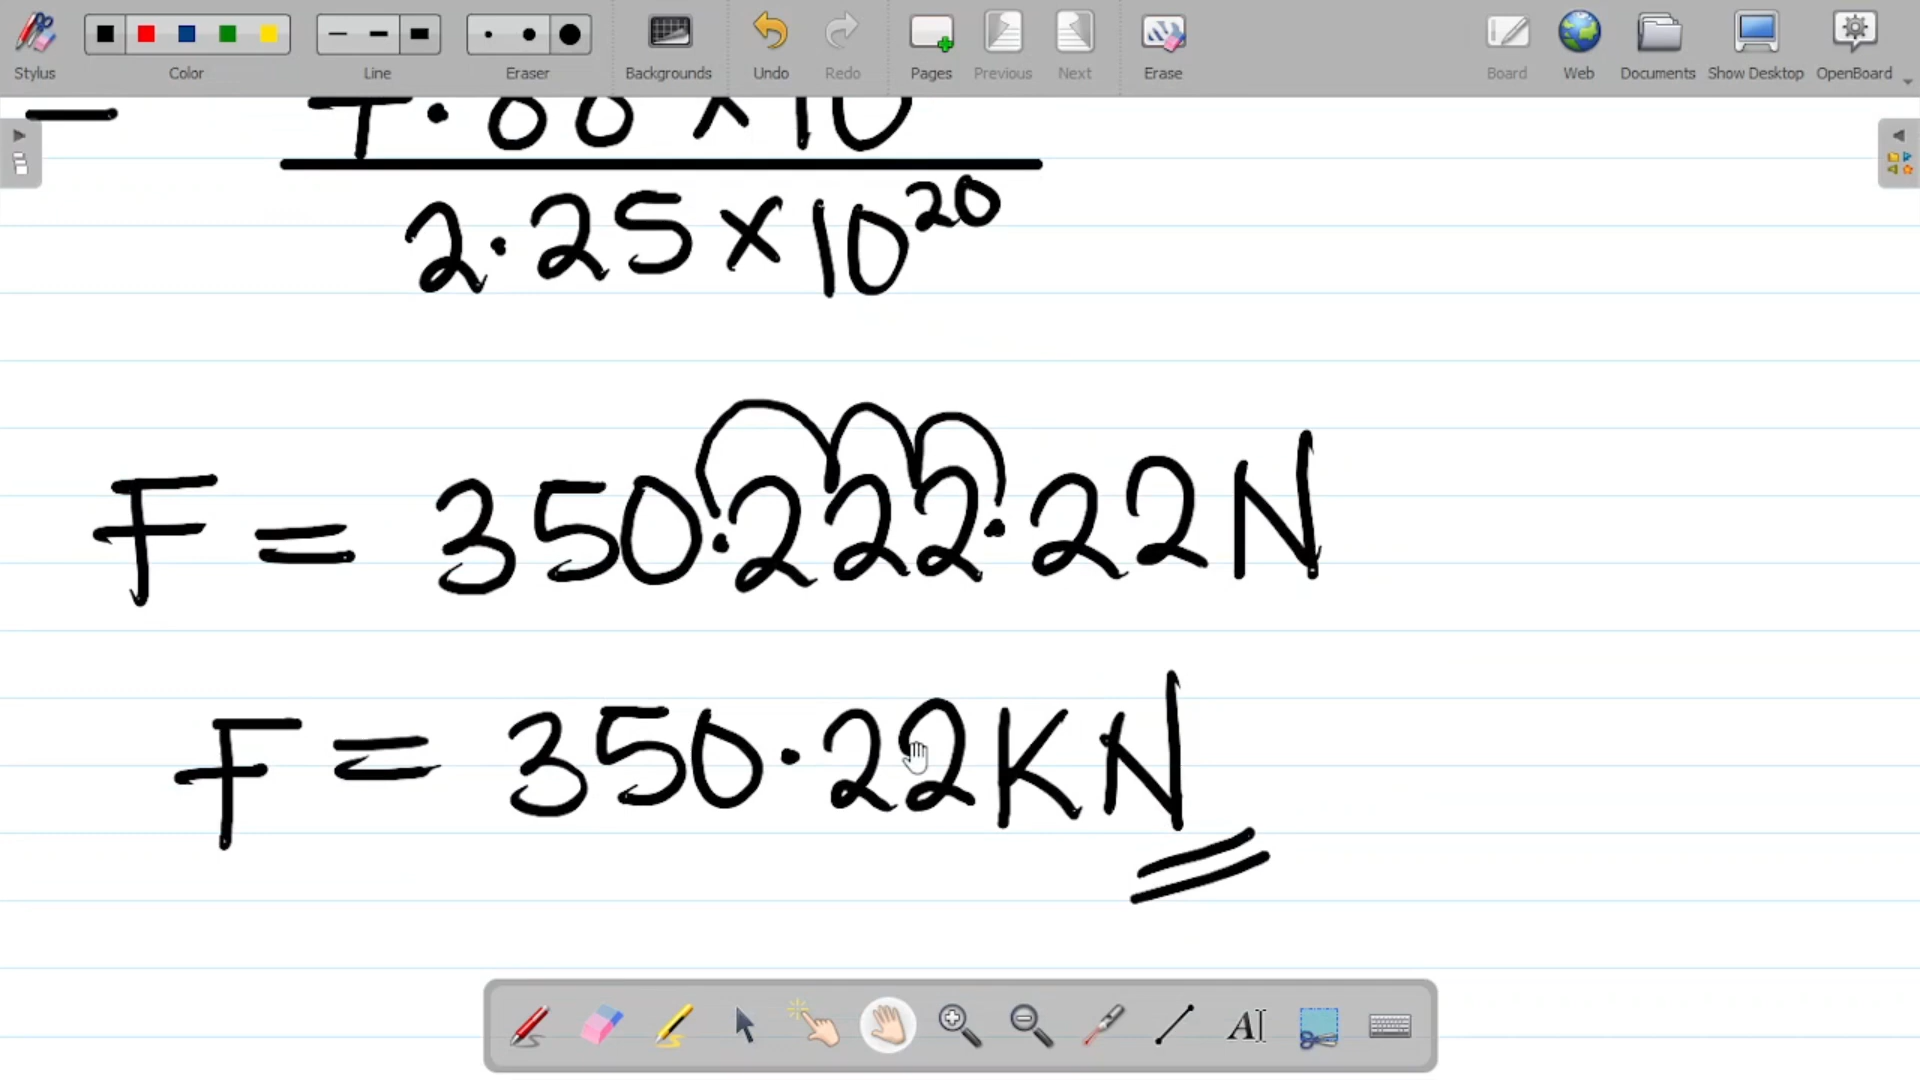 Stylus Color Line Eraser Backgrounds Undo Redo Pages Previous Next Erase Board Web Documents Show Desktop OpenBoard
2.25×10²⁰
F = 350.222.22N
F = 350.22KN